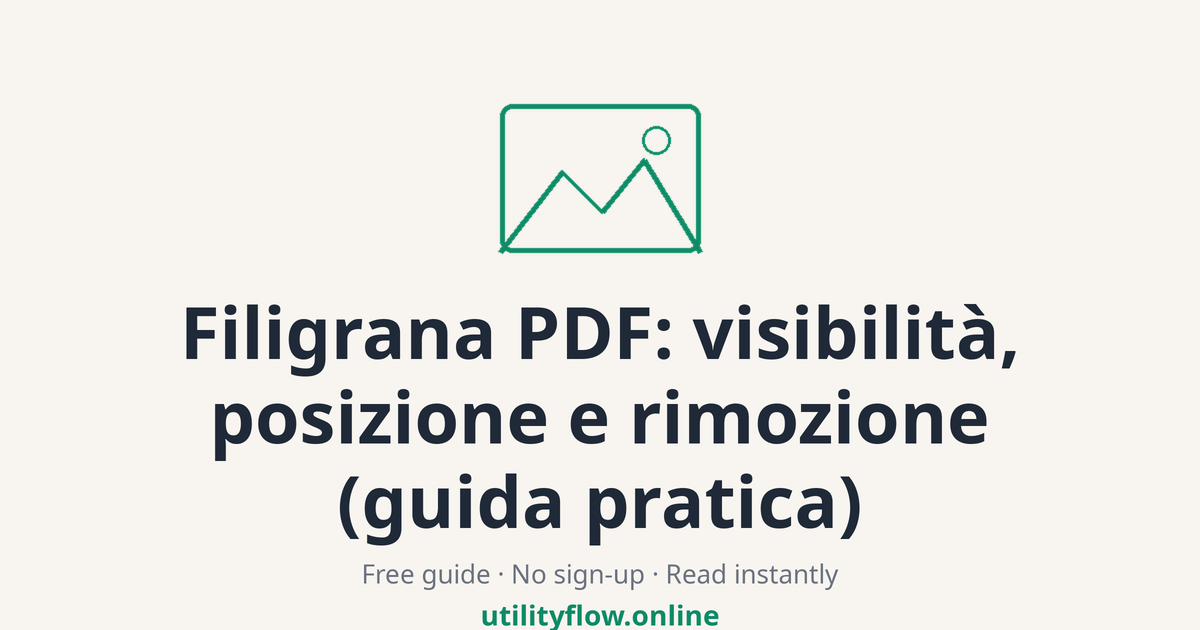 Filigrana PDF: visibilità,
posizione e rimozione
(guida pratica)
Free guide · No sign-up · Read instantly
utilityflow.online